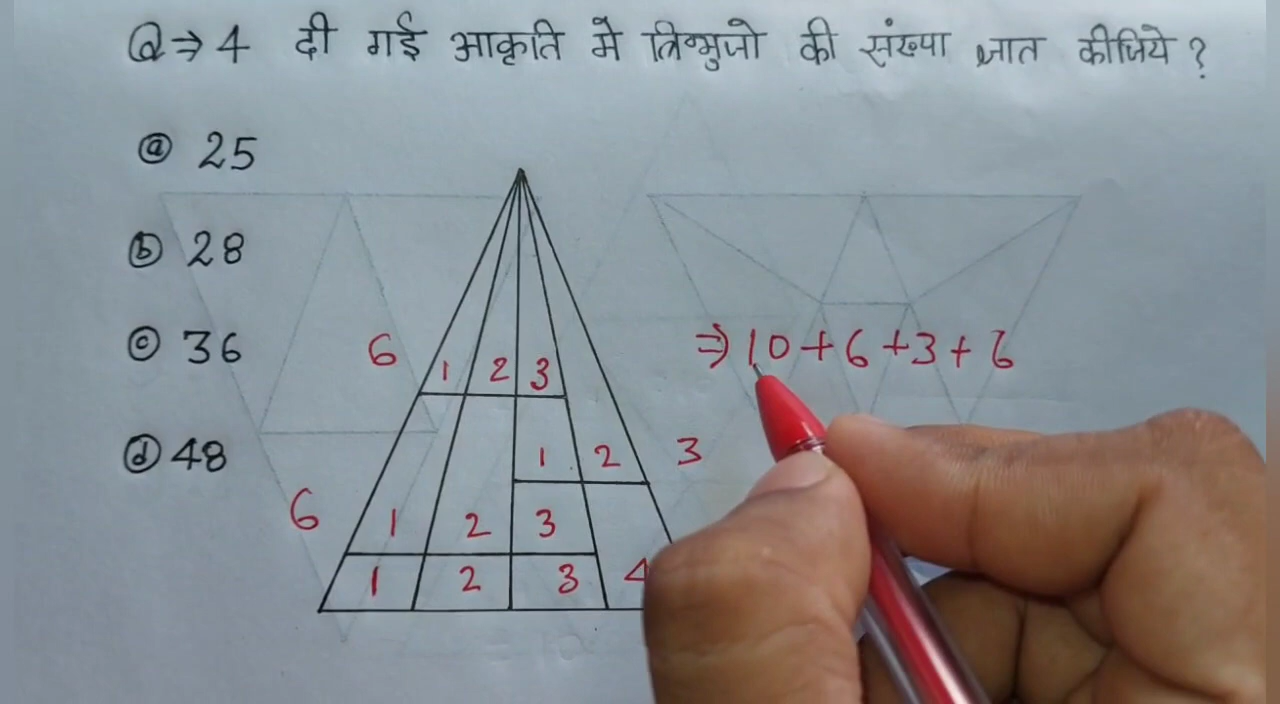 Q⇒4 दी गई आकृति मे त्रिभुजो की संख्या ज्ञात कीजिये ?
ⓐ 25
ⓑ 28
ⓒ 36
ⓓ 48
6 1 2 3
⇒ 10+6+3+6
1 2 3
6 1 2 3
1 2 3 4